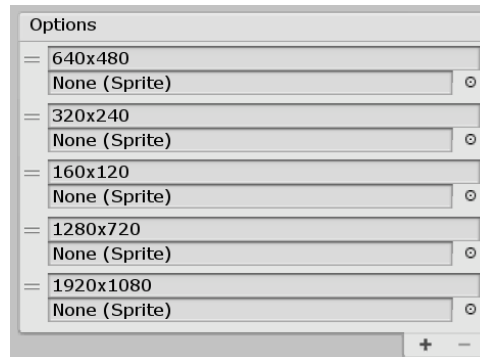 Options
640x480
None (Sprite)
320x240
None (Sprite)
160x120
None (Sprite)
1280x720
None (Sprite)
1920x1080
None (Sprite)